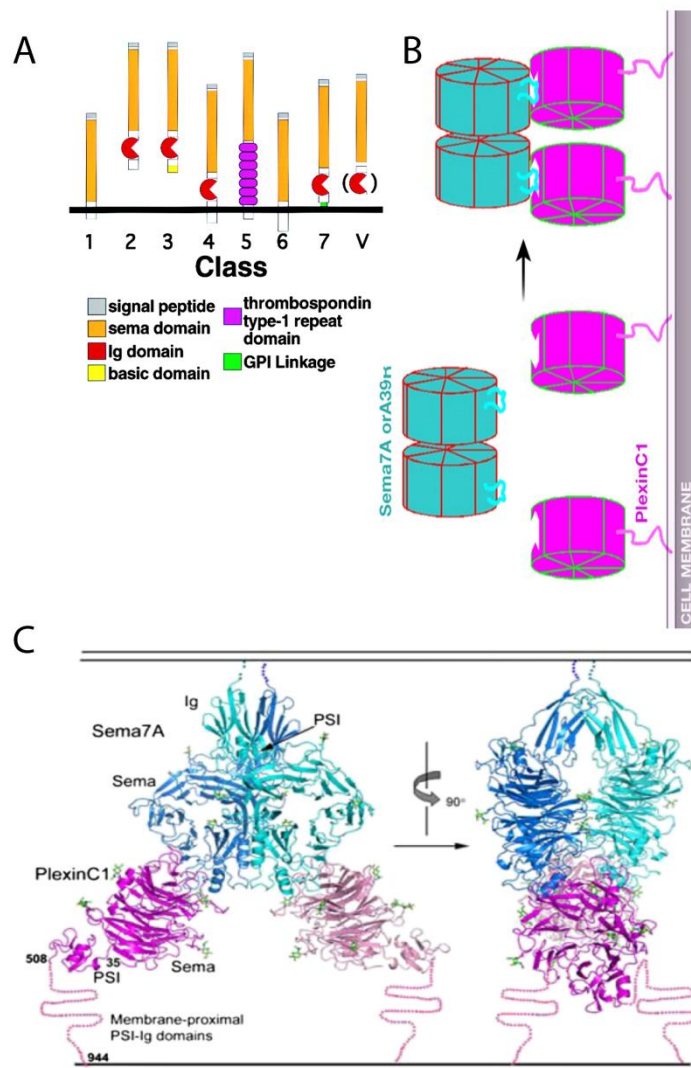 A
1 2 3 4 5 6 7 V
Class
signal peptide
sema domain
Ig domain
basic domain
thrombospondin
type-1 repeat
domain
GPI Linkage
B
Sema7A orA39R
PlexinC1
CELL MEMBRANE
C
Ig
PSI
Sema7A
Sema
90°
PlexinC1
508
35
PSI
Sema
Membrane-proximal
PSI-Ig domains
944